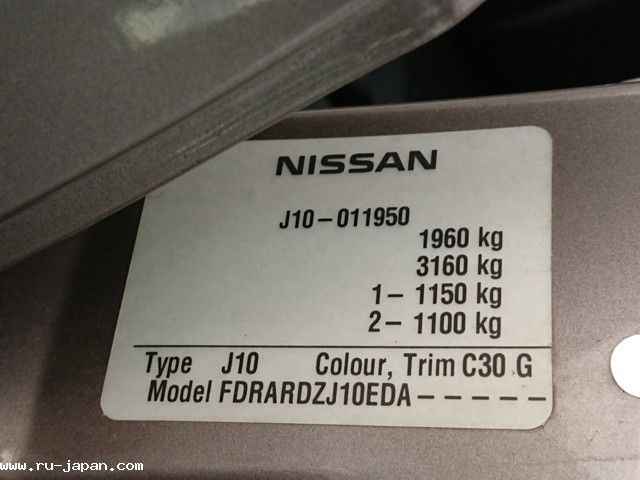 NISSAN
J10-011950
1960 kg
3160 kg
1- 1150 kg
2- 1100 kg
Type J10 Colour, Trim C30 G
Model FDRARDZJ10EDA-----
www.ru-japan.com